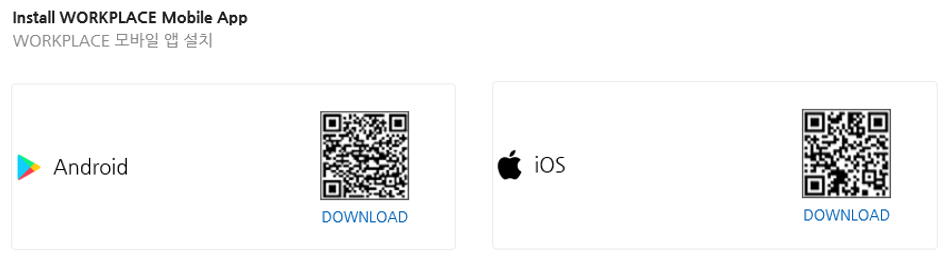 Install WORKPLACE Mobile App
WORKPLACE 모바일 앱 설치
Android
DOWNLOAD
iOS
DOWNLOAD